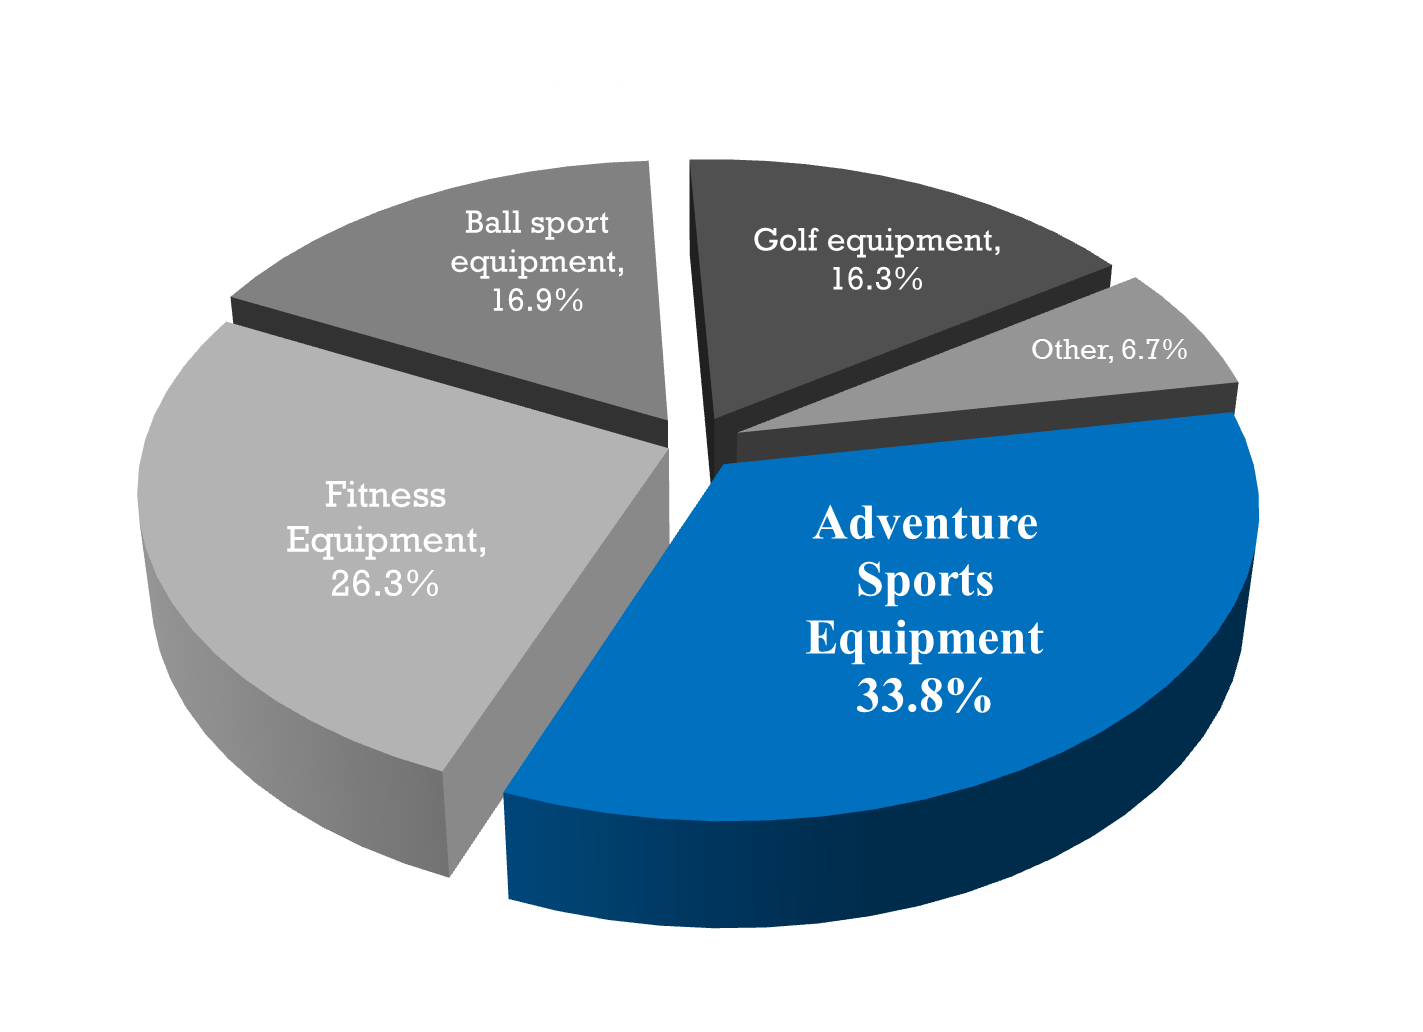 Ball sport
equipment,
16.9%
Golf equipment,
16.3%
Other, 6.7%
Fitness
Equipment,
26.3%
Adventure
Sports
Equipment
33.8%